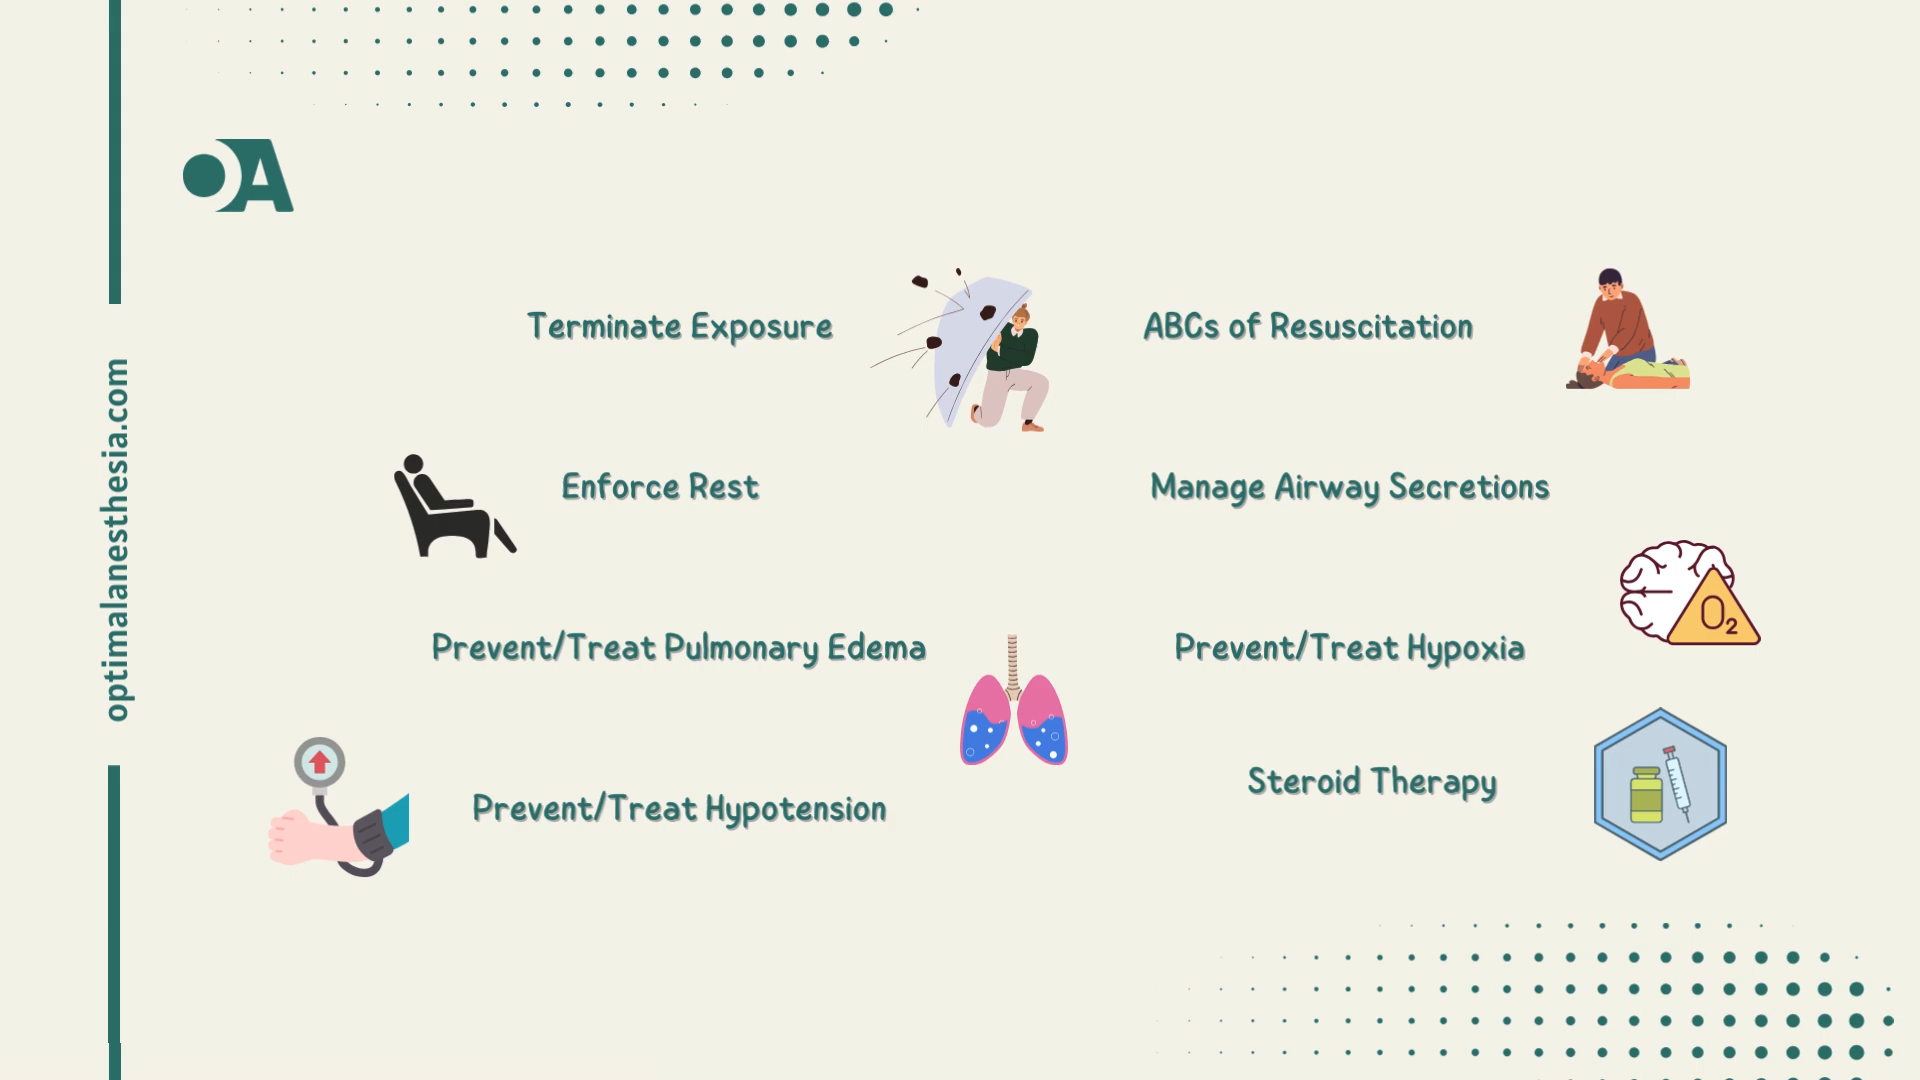 OA
Terminate Exposure
ABCs of Resuscitation
Enforce Rest
Manage Airway Secretions
Prevent/Treat Pulmonary Edema
Prevent/Treat Hypoxia
O2
Steroid Therapy
Prevent/Treat Hypotension
optimalanesthesia.com